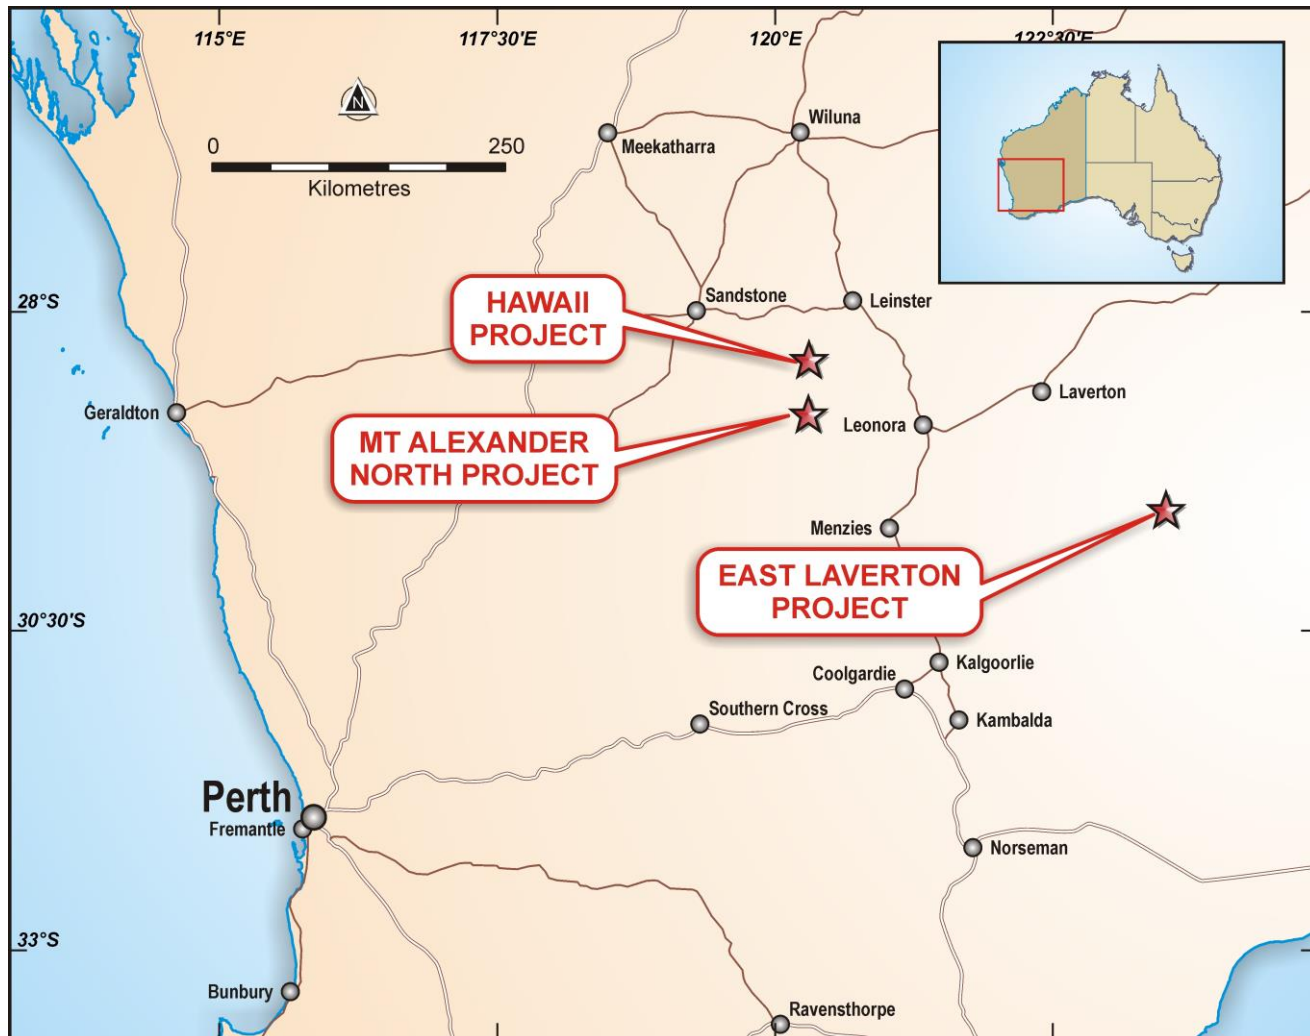 115°E
117°30'E
120°E
122°30'E
N
0
250
Kilometres
Meekatharra
Wiluna
28°S
HAWAII
PROJECT
Sandstone
Leinster
Geraldton
MT ALEXANDER
NORTH PROJECT
Leonora
Laverton
Menzies
EAST LAVERTON
PROJECT
30°30'S
Coolgardie
Kalgoorlie
Southern Cross
Kambalda
Perth
Fremantle
Norseman
33°S
Bunbury
Ravensthorpe